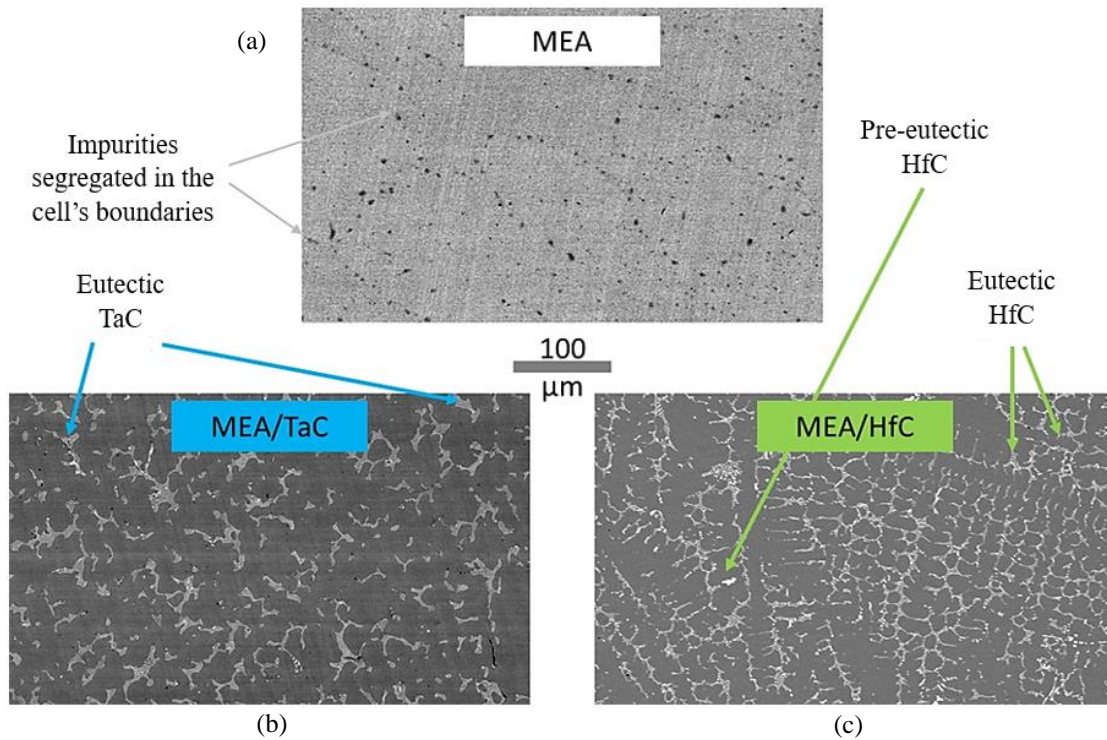 (a)
MEA
Impurities
segregated in the
cell's boundaries
Pre-eutectic
HfC
Eutectic
TaC
Eutectic
HfC
100
µm
MEA/TaC
MEA/HfC
(b)
(c)